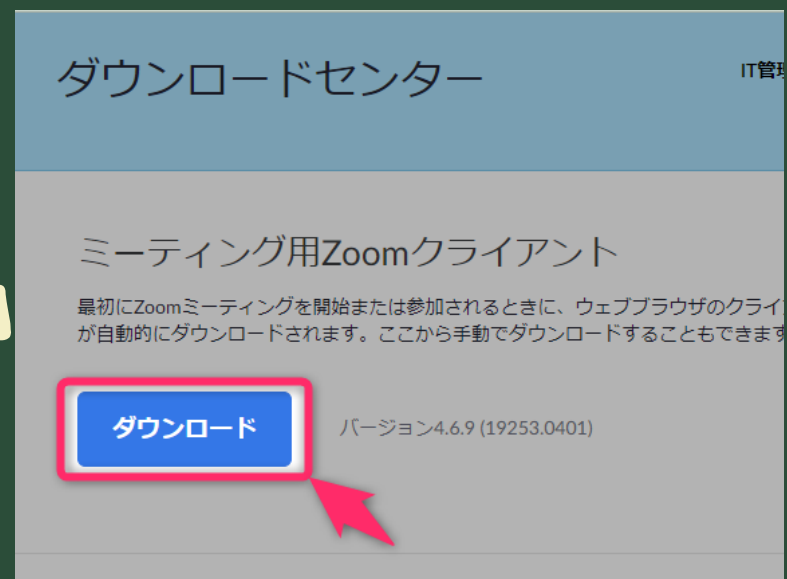 ダウンロードセンター
IT管理
ミーティング用Zoomクライアント
最初にZoomミーティングを開始または参加されるときに、ウェブブラウザのクライ
が自動的にダウンロードされます。ここから手動でダウンロードすることもできます
ダウンロード
バージョン4.6.9 (19253.0401)